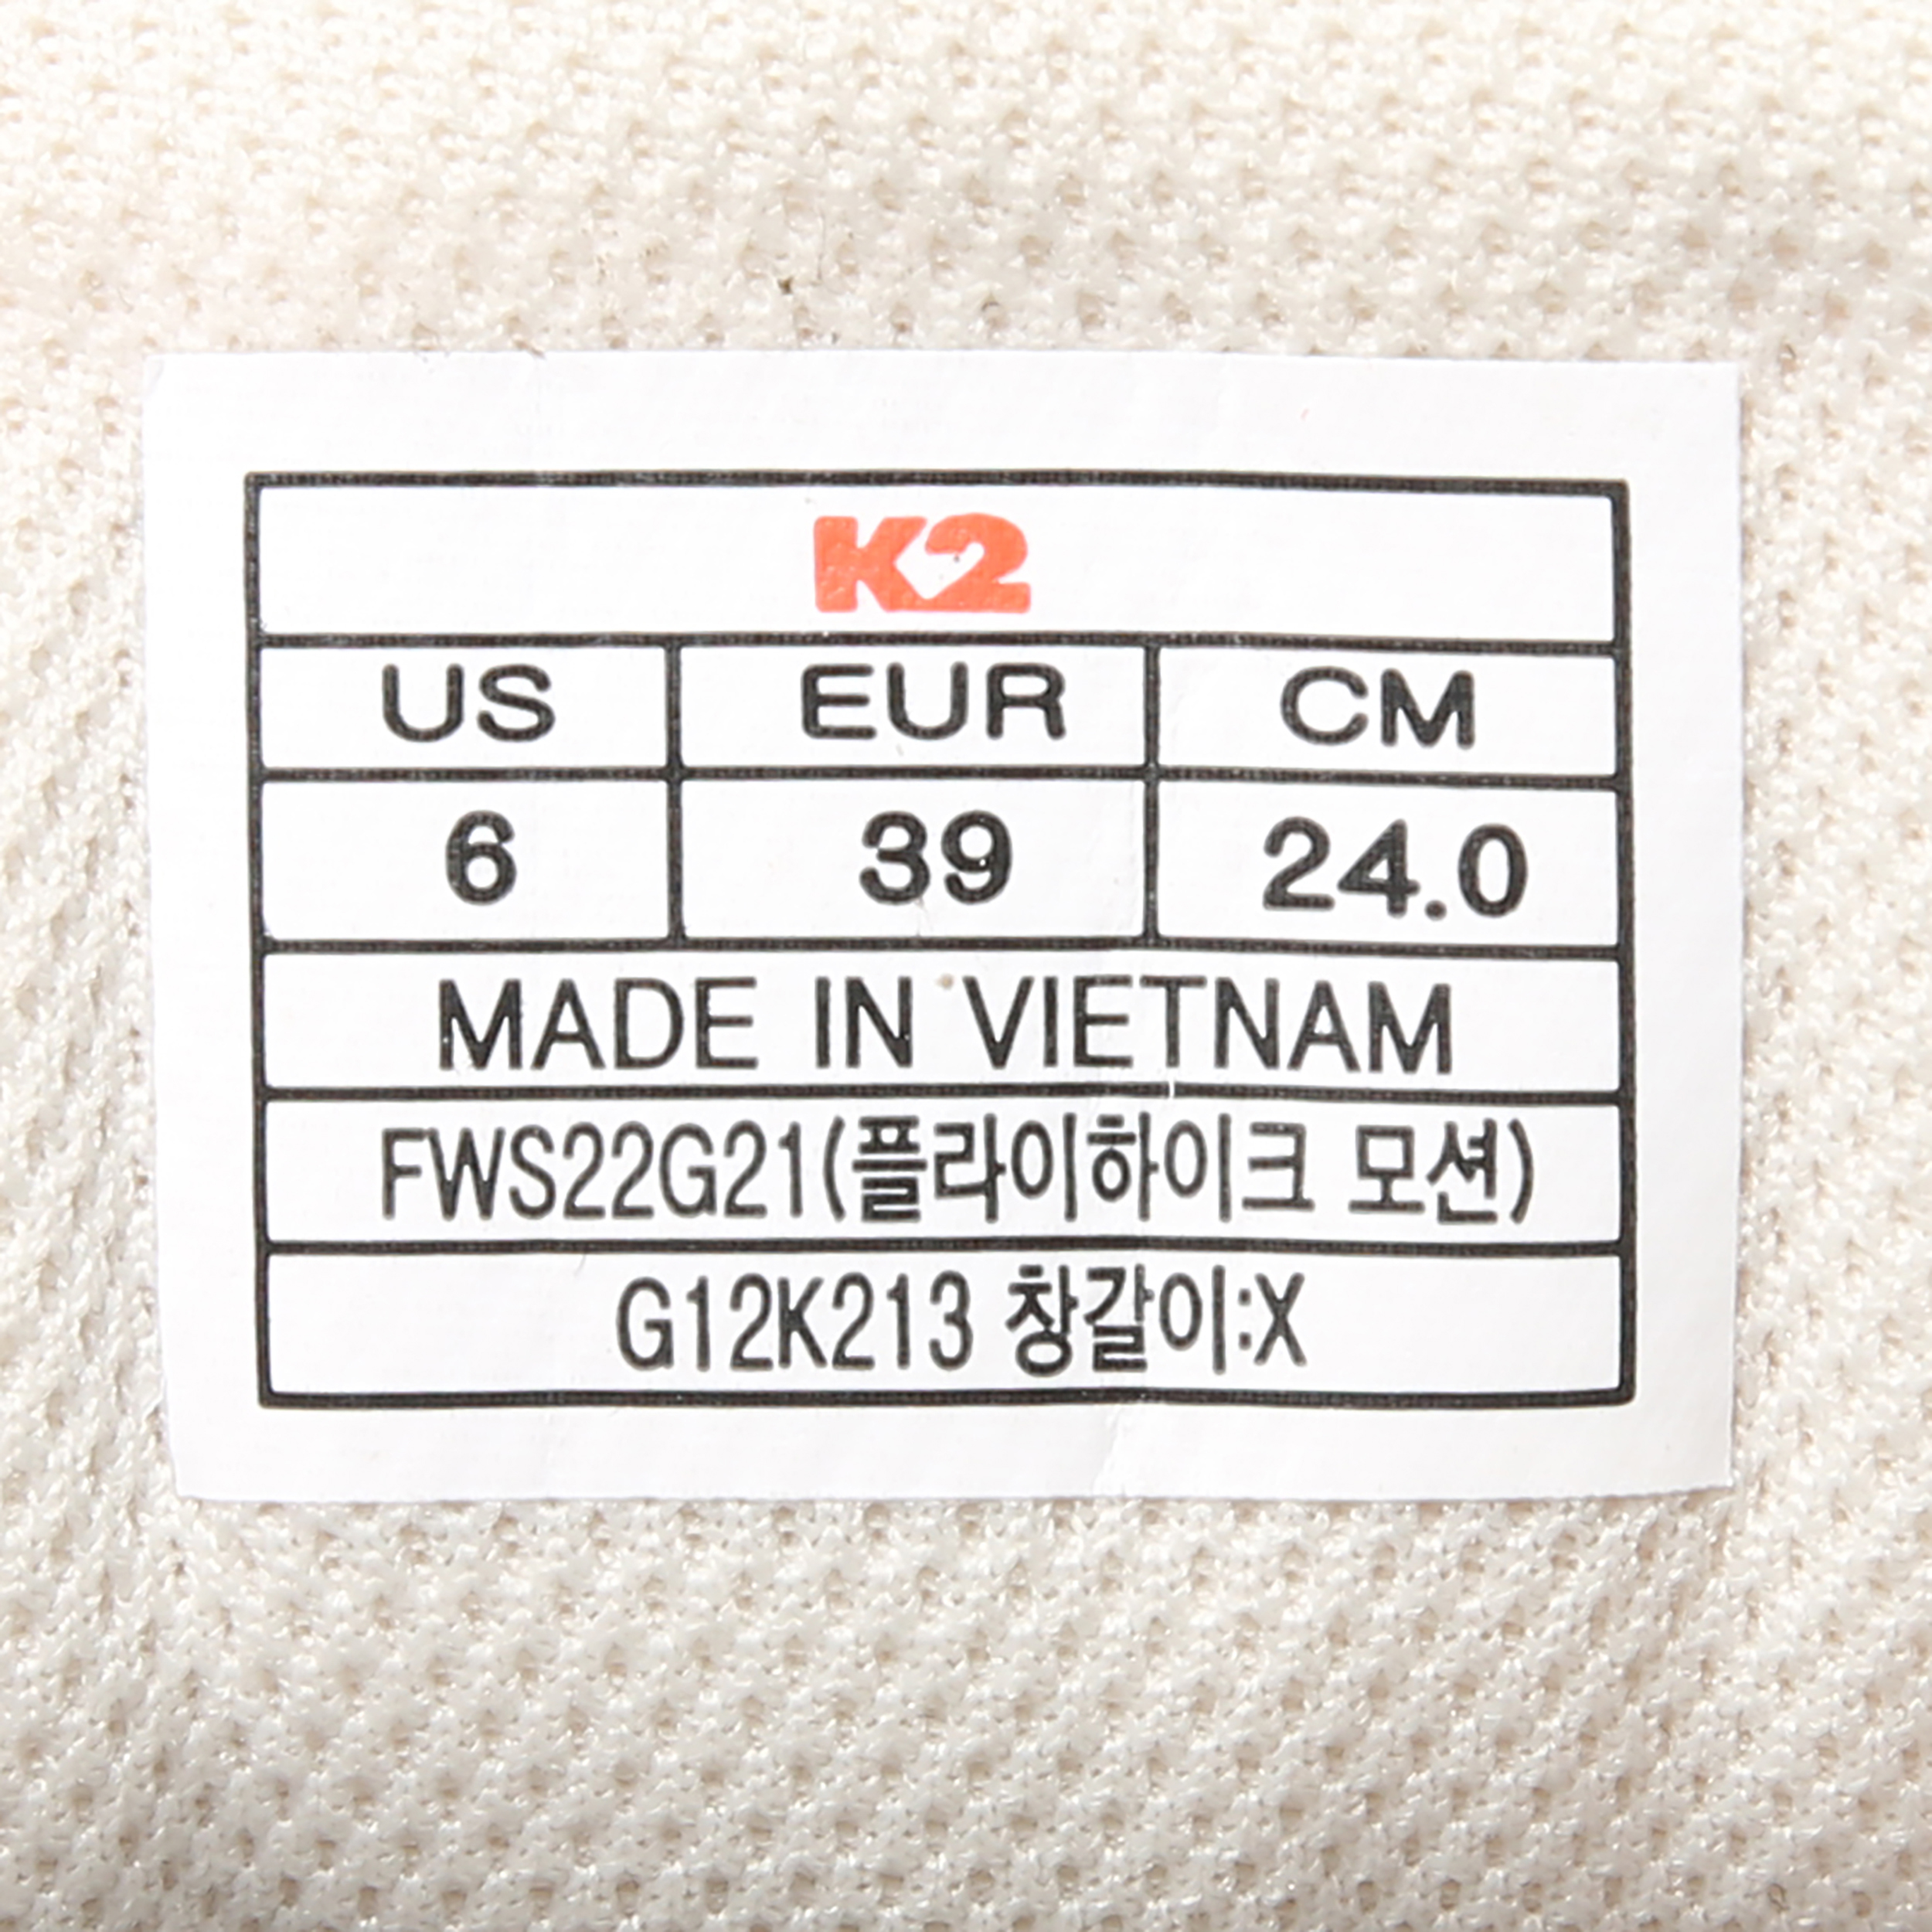 K2
US EUR CM
6 39 24.0
MADE IN VIETNAM
FWS22G21(플라이하이크 모션)
G12K213 창갈이:X